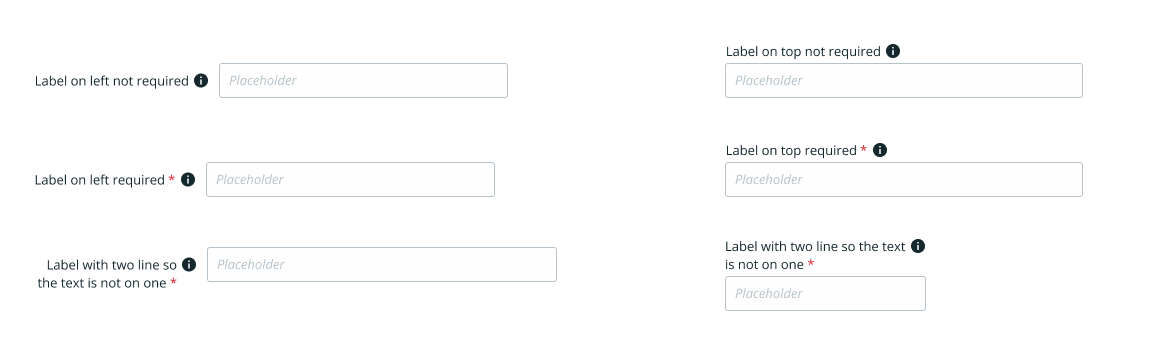 Label on left not required
Placeholder
Label on left required *
Placeholder
Label with two line so
the text is not on one *
Placeholder
Label on top not required
Placeholder
Label on top required *
Placeholder
Label with two line so the text
is not on one *
Placeholder